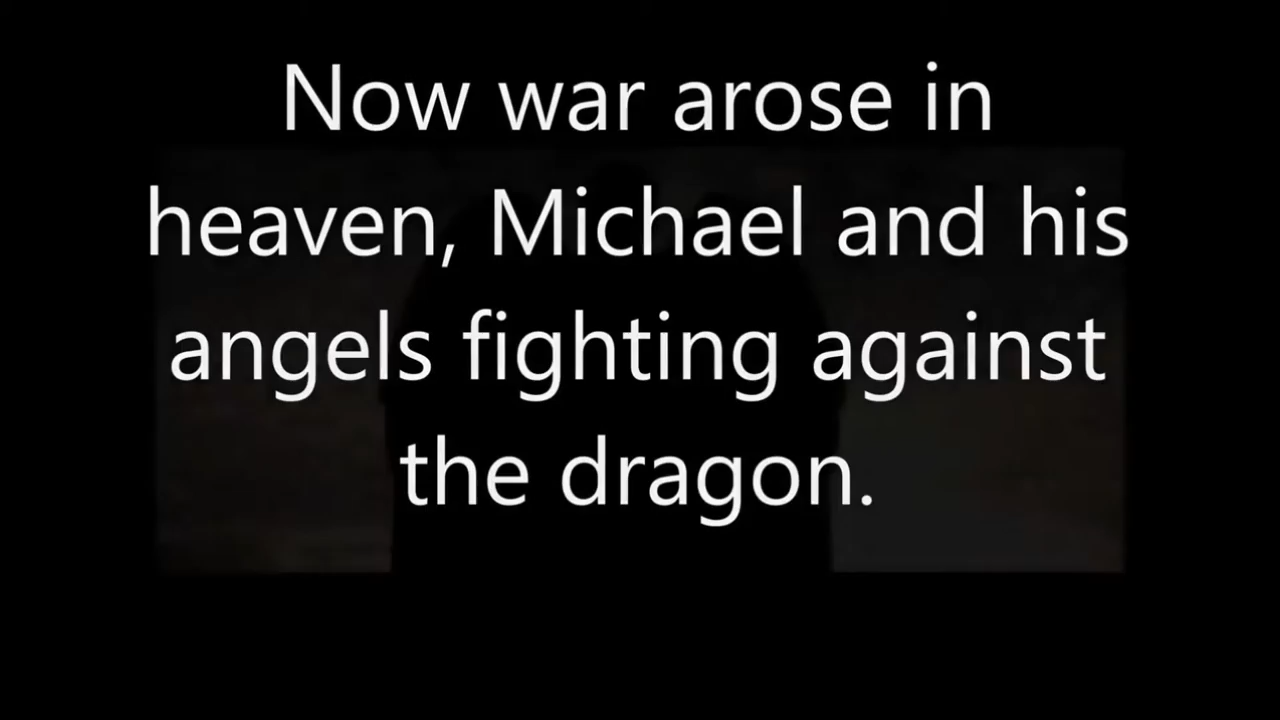 Now war arose in
heaven, Michael and his
angels fighting against
the dragon.